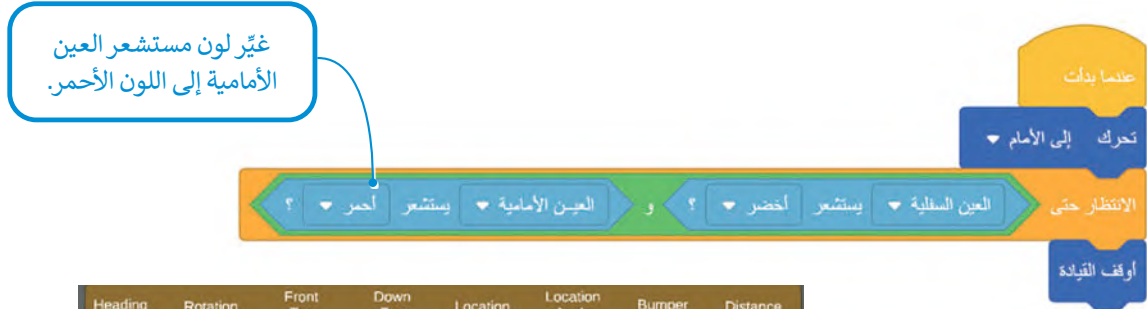 غيِّر لون مستشعر العين
الأمامية إلى اللون الأحمر.
عندما بدأت
تحرك إلى الأمام
الانتظار حتى العين السفلية يستشعر أخضر ؟ و العين الأمامية يستشعر أحمر ؟
أوقف القيادة
Heading Rotation Front Down Location Location Bumper Distance